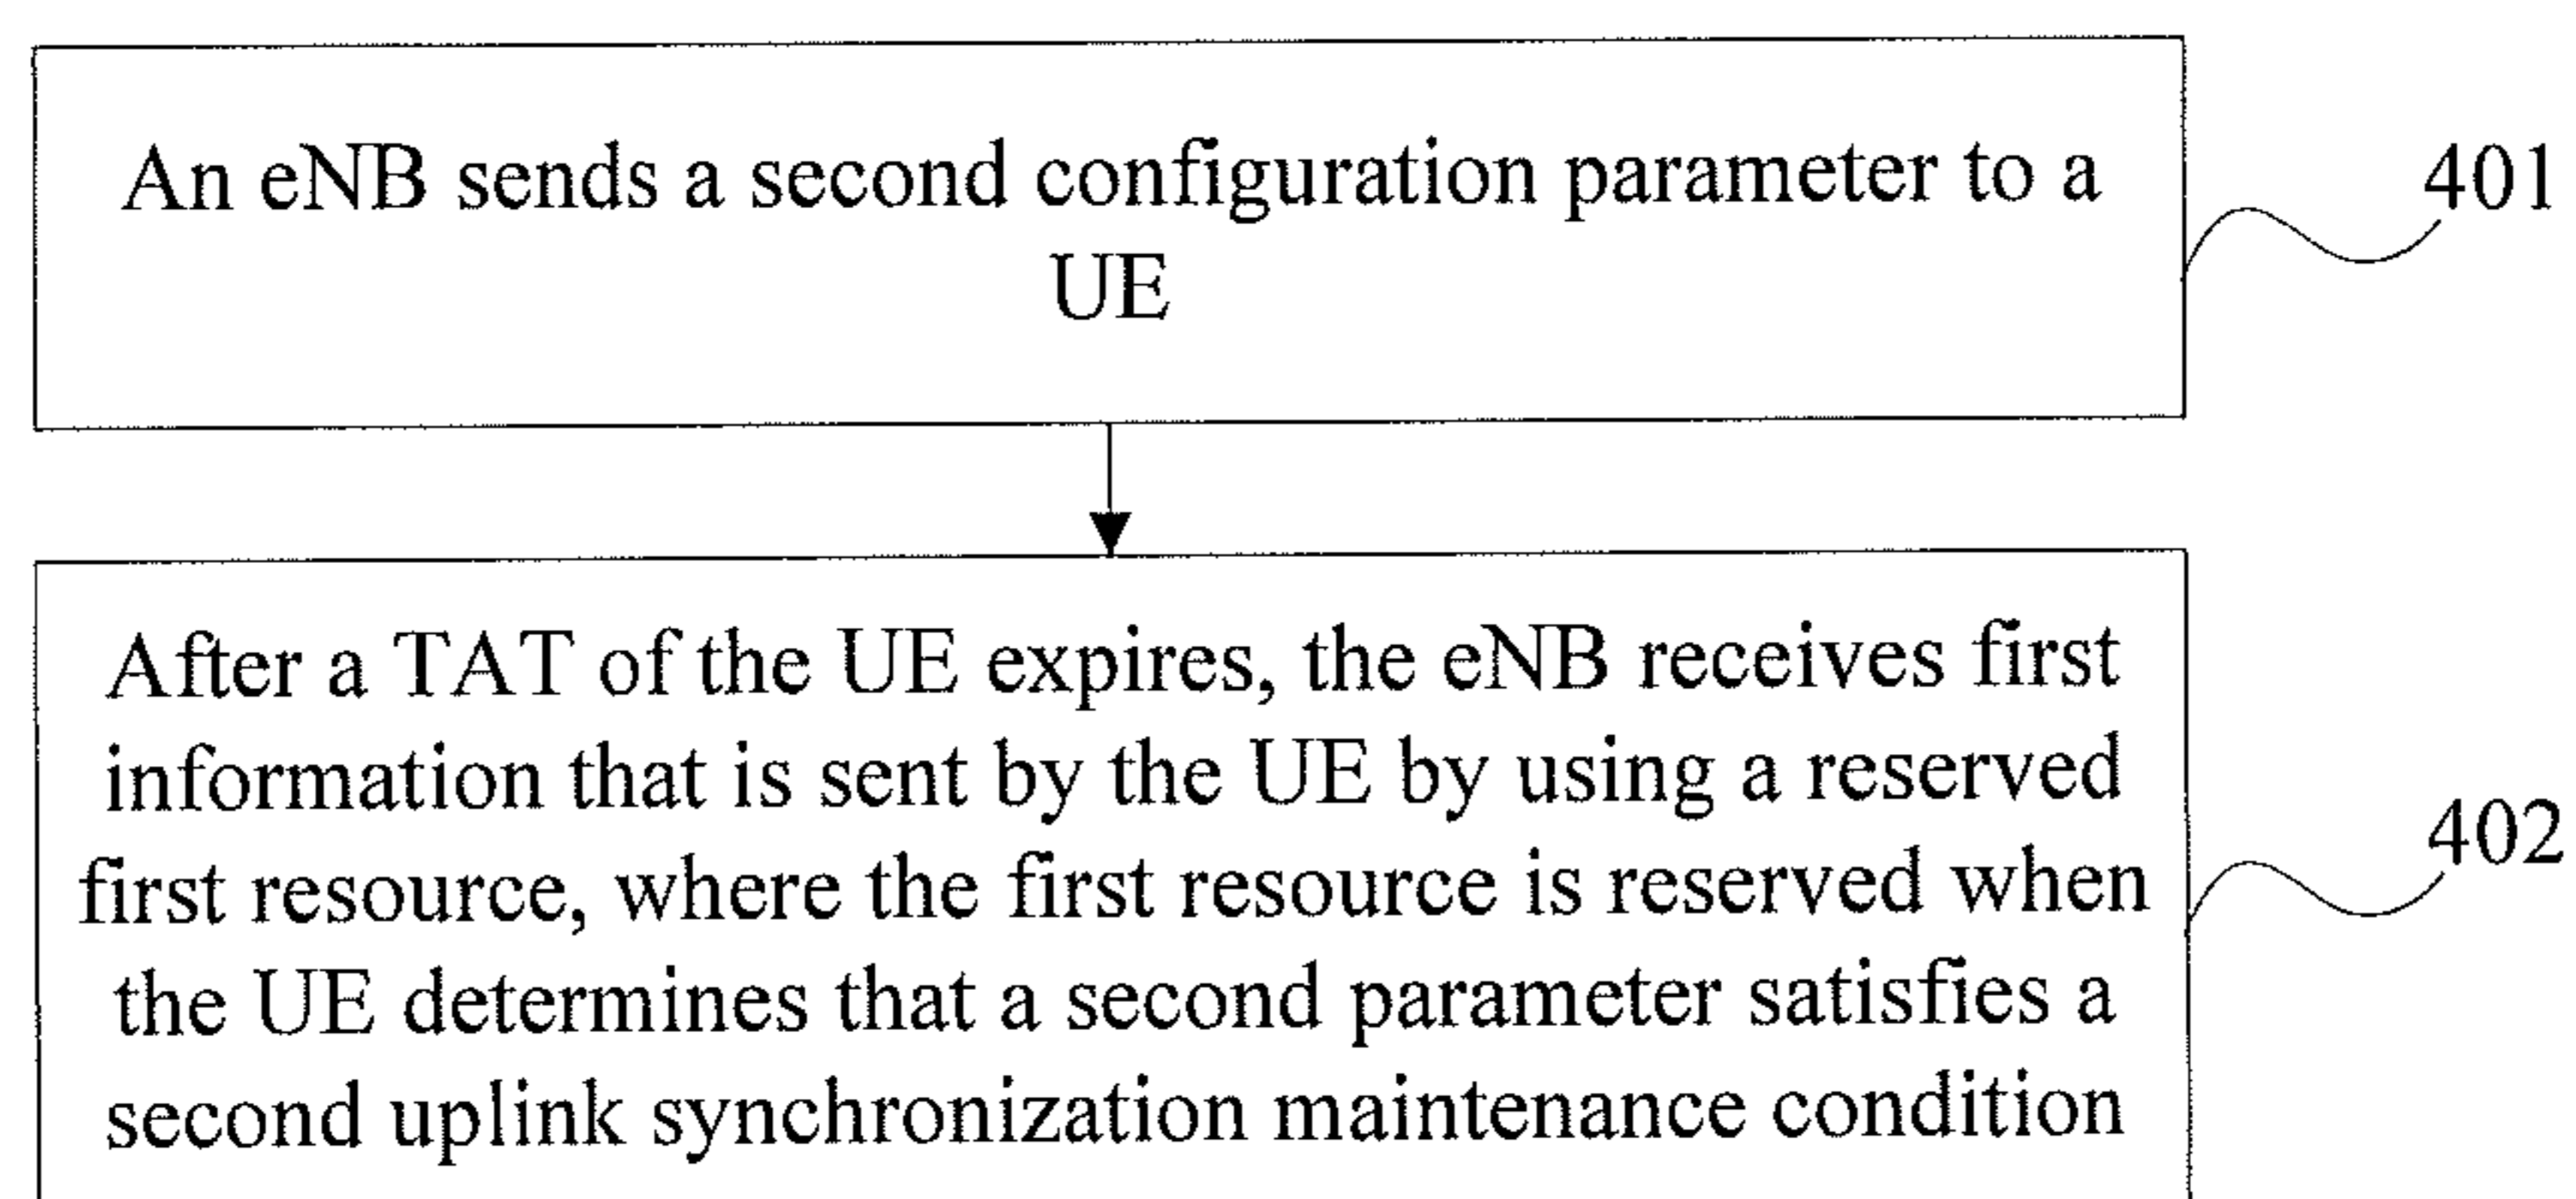 An eNB sends a second configuration parameter to a
UE
401
After a TAT of the UE expires, the eNB receives first
information that is sent by the UE by using a reserved
first resource, where the first resource is reserved when
the UE determines that a second parameter satisfies a
second uplink synchronization maintenance condition
402